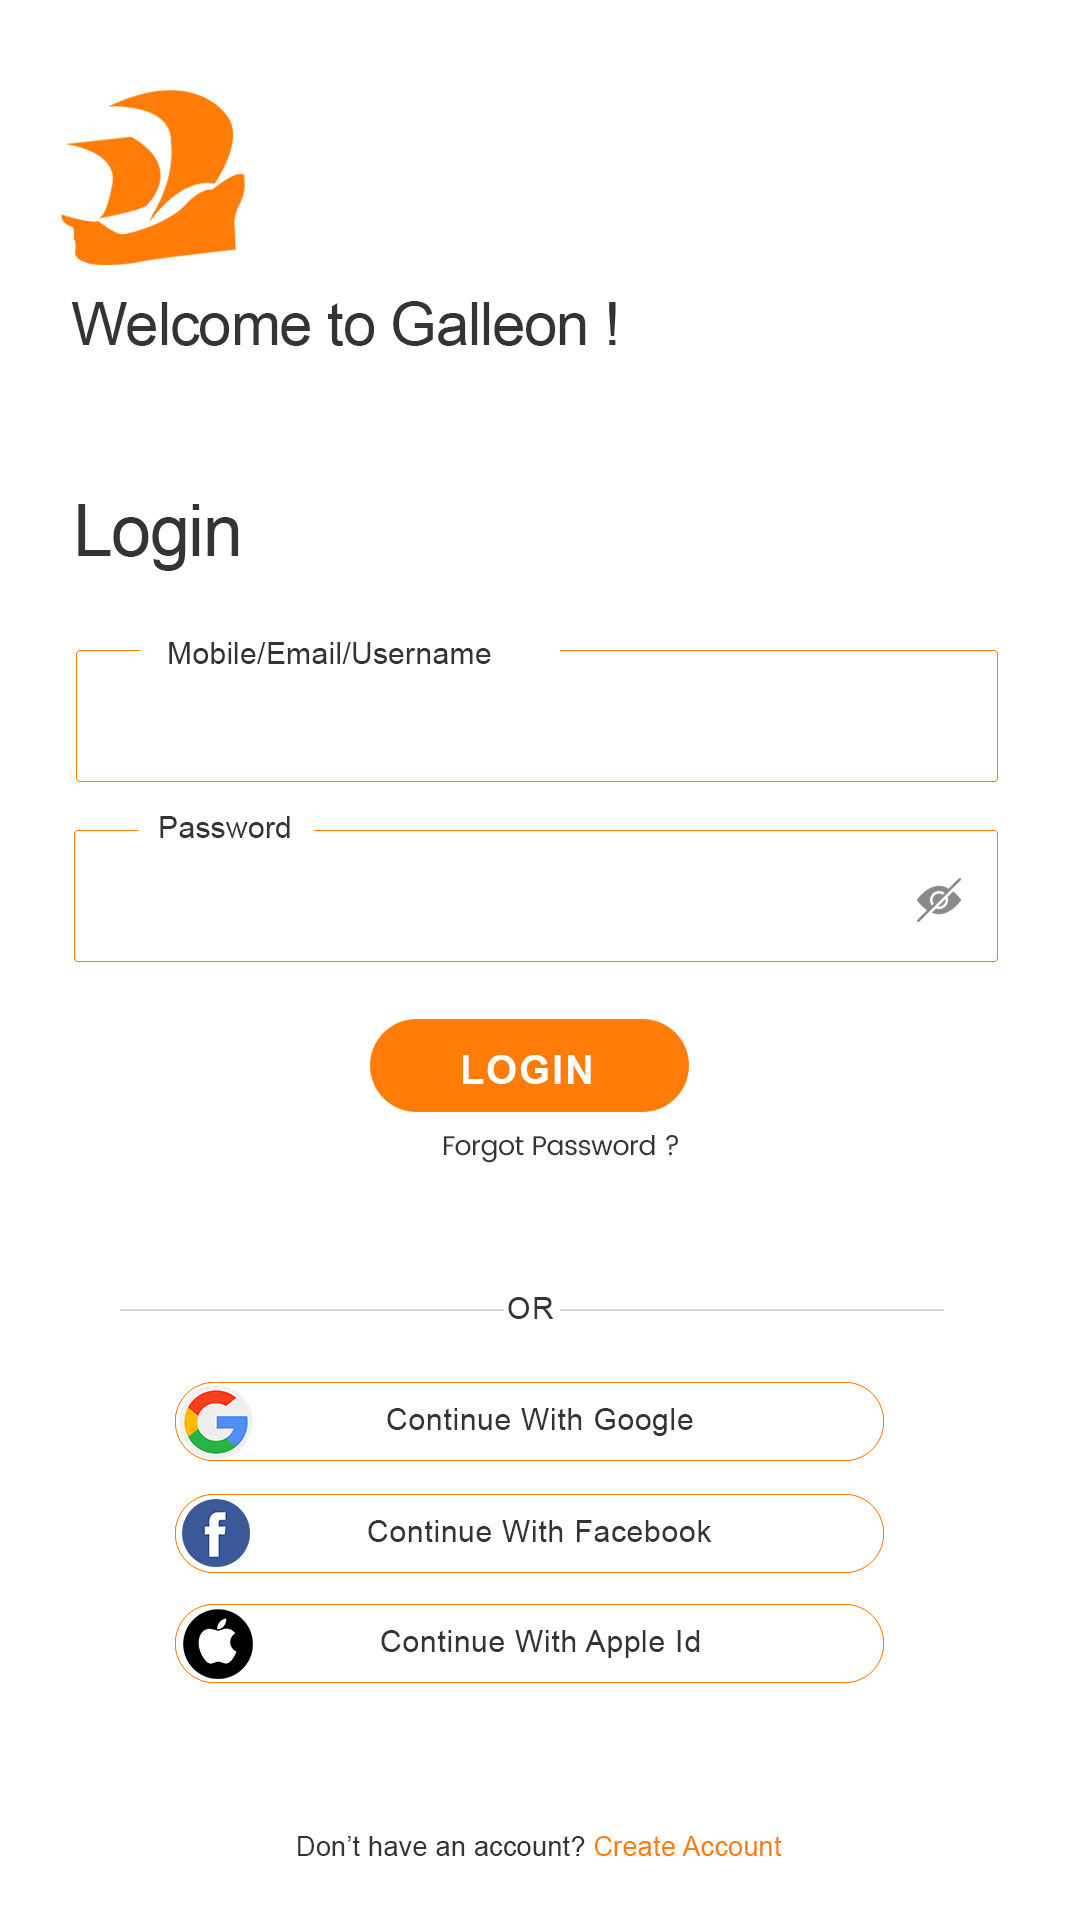 Welcome to Galleon !
Login
Mobile/Email/Username
Password
LOGIN
Forgot Password ?
OR
Continue With Google
Continue With Facebook
Continue With Apple Id
Don’t have an account? Create Account